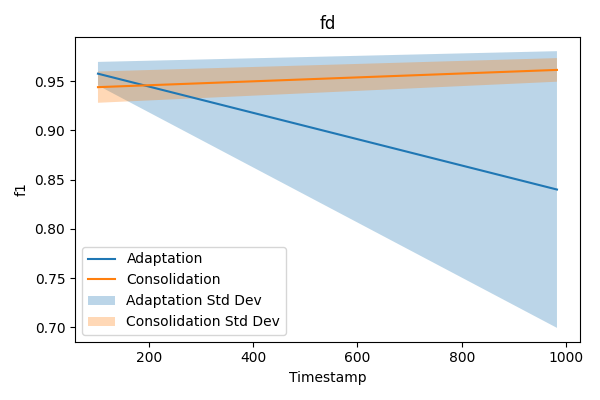 fd
0.95
0.90
0.85
0.80
0.75
0.70
f1
Adaptation
Consolidation
Adaptation Std Dev
Consolidation Std Dev
200 400 600 800 1000
Timestamp